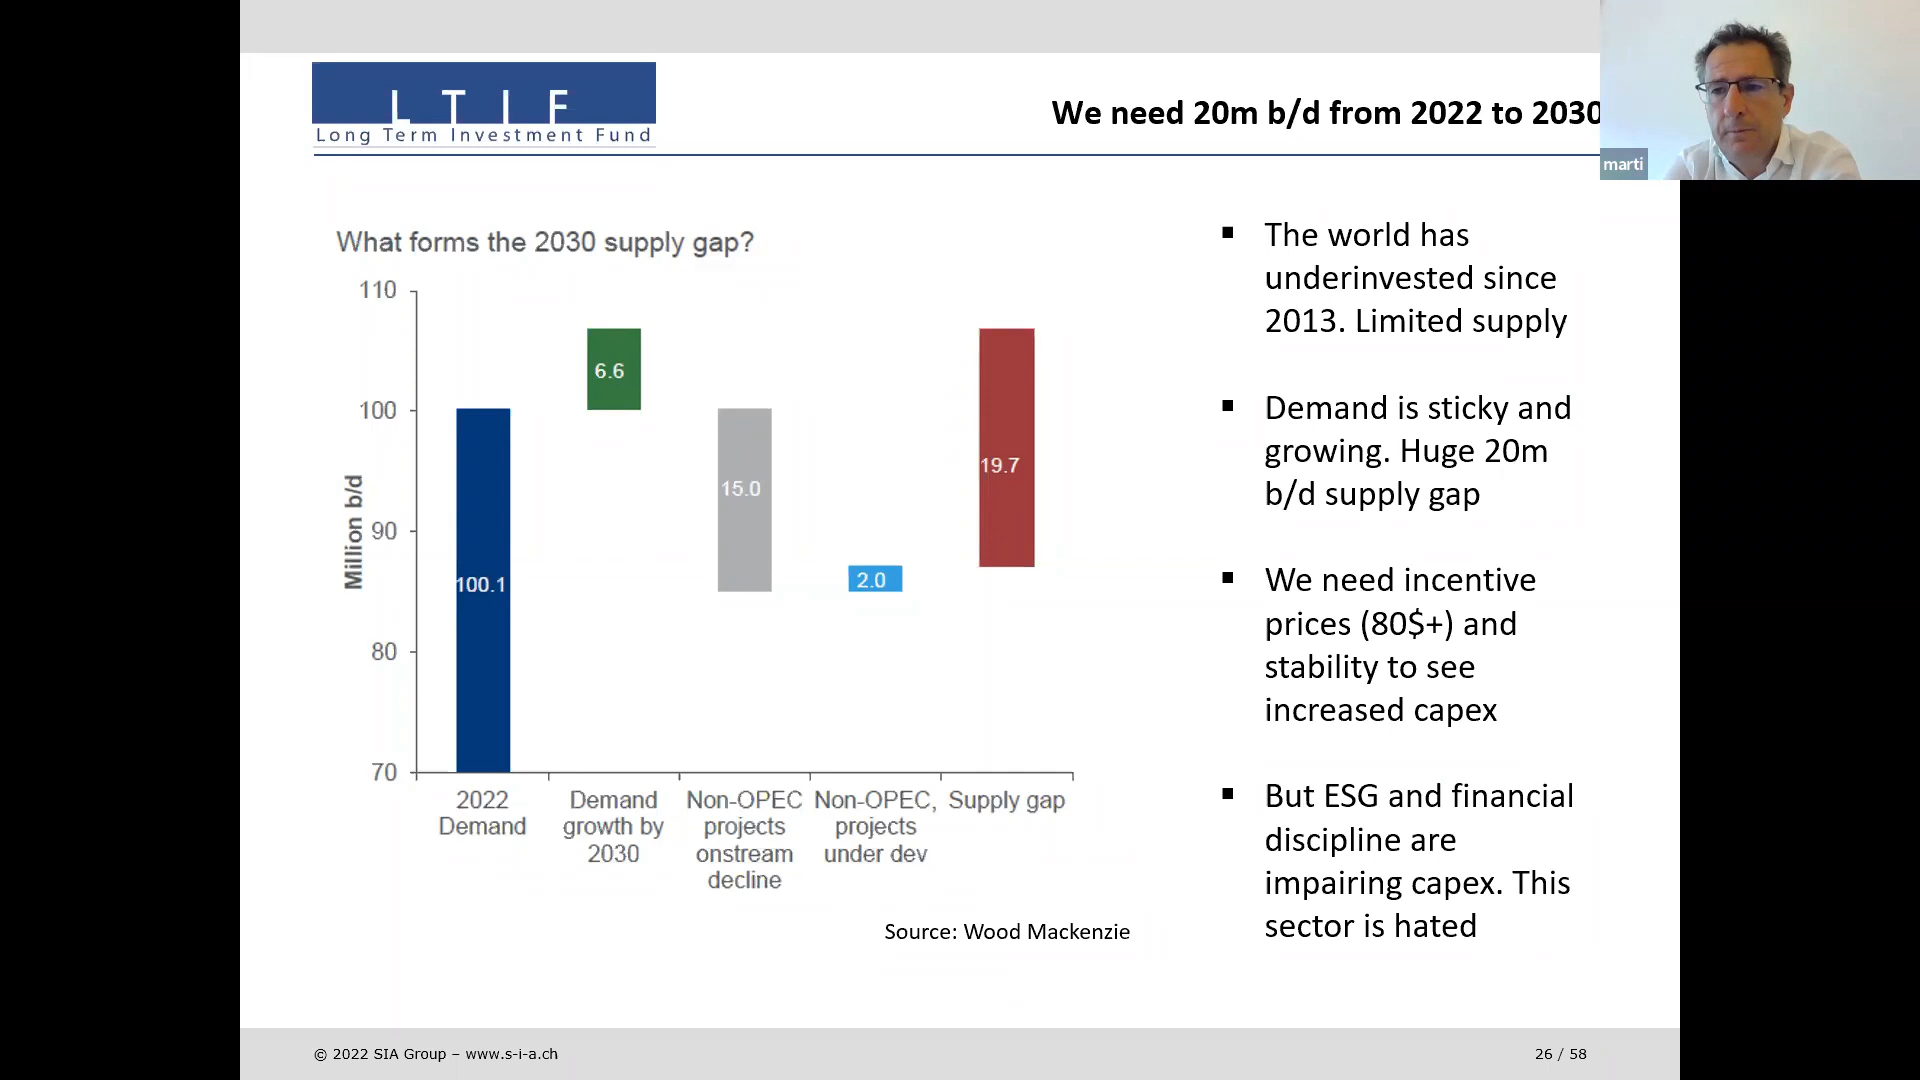 LTIF
Long Term Investment Fund
We need 20m b/d from 2022 to 2030
marti
What forms the 2030 supply gap?
110
100
90
80
70
Million b/d
100.1
6.6
15.0
2.0
19.7
2022
Demand
Demand
growth by
2030
Non-OPEC
projects
onstream
decline
Non-OPEC,
projects
under dev
Supply gap
Source: Wood Mackenzie
▪ The world has
underinvested since
2013. Limited supply
▪ Demand is sticky and
growing. Huge 20m
b/d supply gap
▪ We need incentive
prices (80$+) and
stability to see
increased capex
▪ But ESG and financial
discipline are
impairing capex. This
sector is hated
© 2022 SIA Group – www.s-i-a.ch
26 / 58